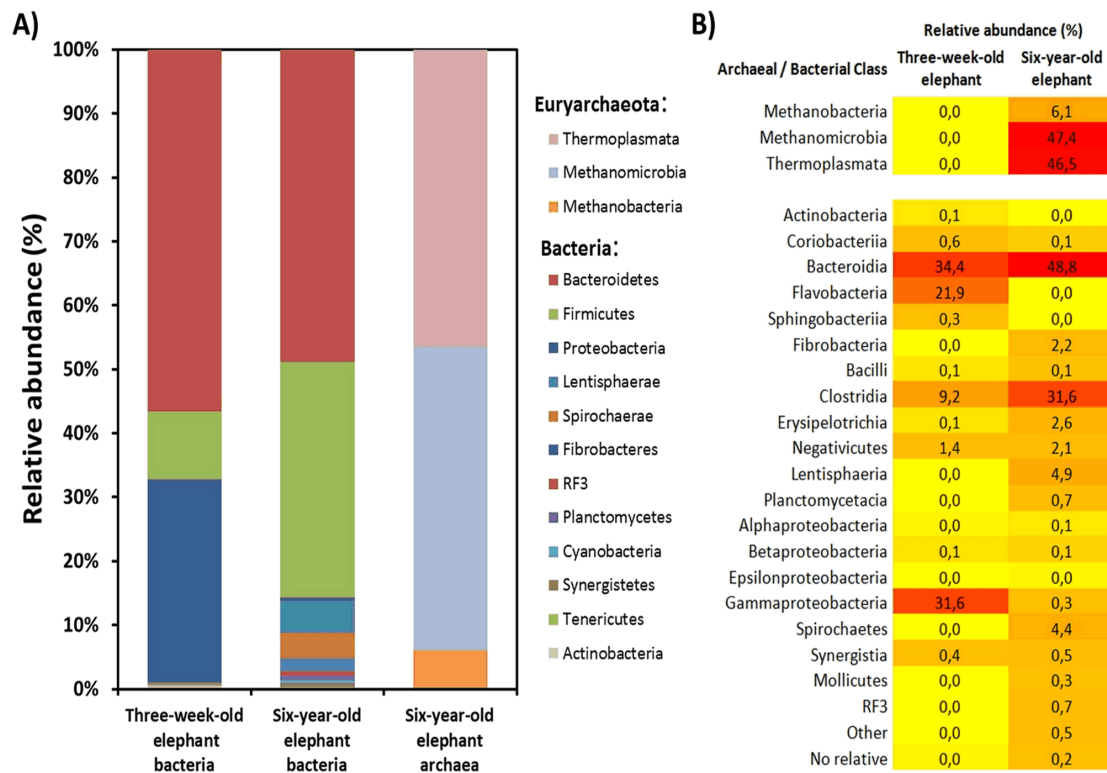 A)
100%
90%
80%
70%
60%
50%
40%
30%
20%
10%
0%
Relative abundance (%)
Three-week-old
elephant
bacteria
Six-year-old
elephant
bacteria
Six-year-old
elephant
archaea
Euryarchaeota:
Thermoplasmata
Methanomicrobia
Methanobacteria
Bacteria:
Bacteroidetes
Firmicutes
Proteobacteria
Lentisphaerae
Spirochaerae
Fibrobacteres
RF3
Planctomycetes
Cyanobacteria
Synergistetes
Tenericutes
Actinobacteria
B)
Relative abundance (%)
Archaeal / Bacterial Class
Three-week-old
elephant
Six-year-old
elephant
Methanobacteria 0,0 6,1
Methanomicrobia 0,0 47,4
Thermoplasmata 0,0 46,5
Actinobacteria 0,1 0,0
Coriobacteriia 0,6 0,1
Bacteroidia 34,4 48,8
Flavobacteria 21,9 0,0
Sphingobacteriia 0,3 0,0
Fibrobacteria 0,0 2,2
Bacilli 0,1 0,1
Clostridia 9,2 31,6
Erysipelotrichia 0,1 2,6
Negativicutes 1,4 2,1
Lentisphaeria 0,0 4,9
Planctomycetacia 0,0 0,7
Alphaproteobacteria 0,0 0,1
Betaproteobacteria 0,1 0,1
Epsilonproteobacteria 0,0 0,0
Gammaproteobacteria 31,6 0,3
Spirochaetes 0,0 4,4
Synergistia 0,4 0,5
Mollicutes 0,0 0,3
RF3 0,0 0,7
Other 0,0 0,5
No relative 0,0 0,2